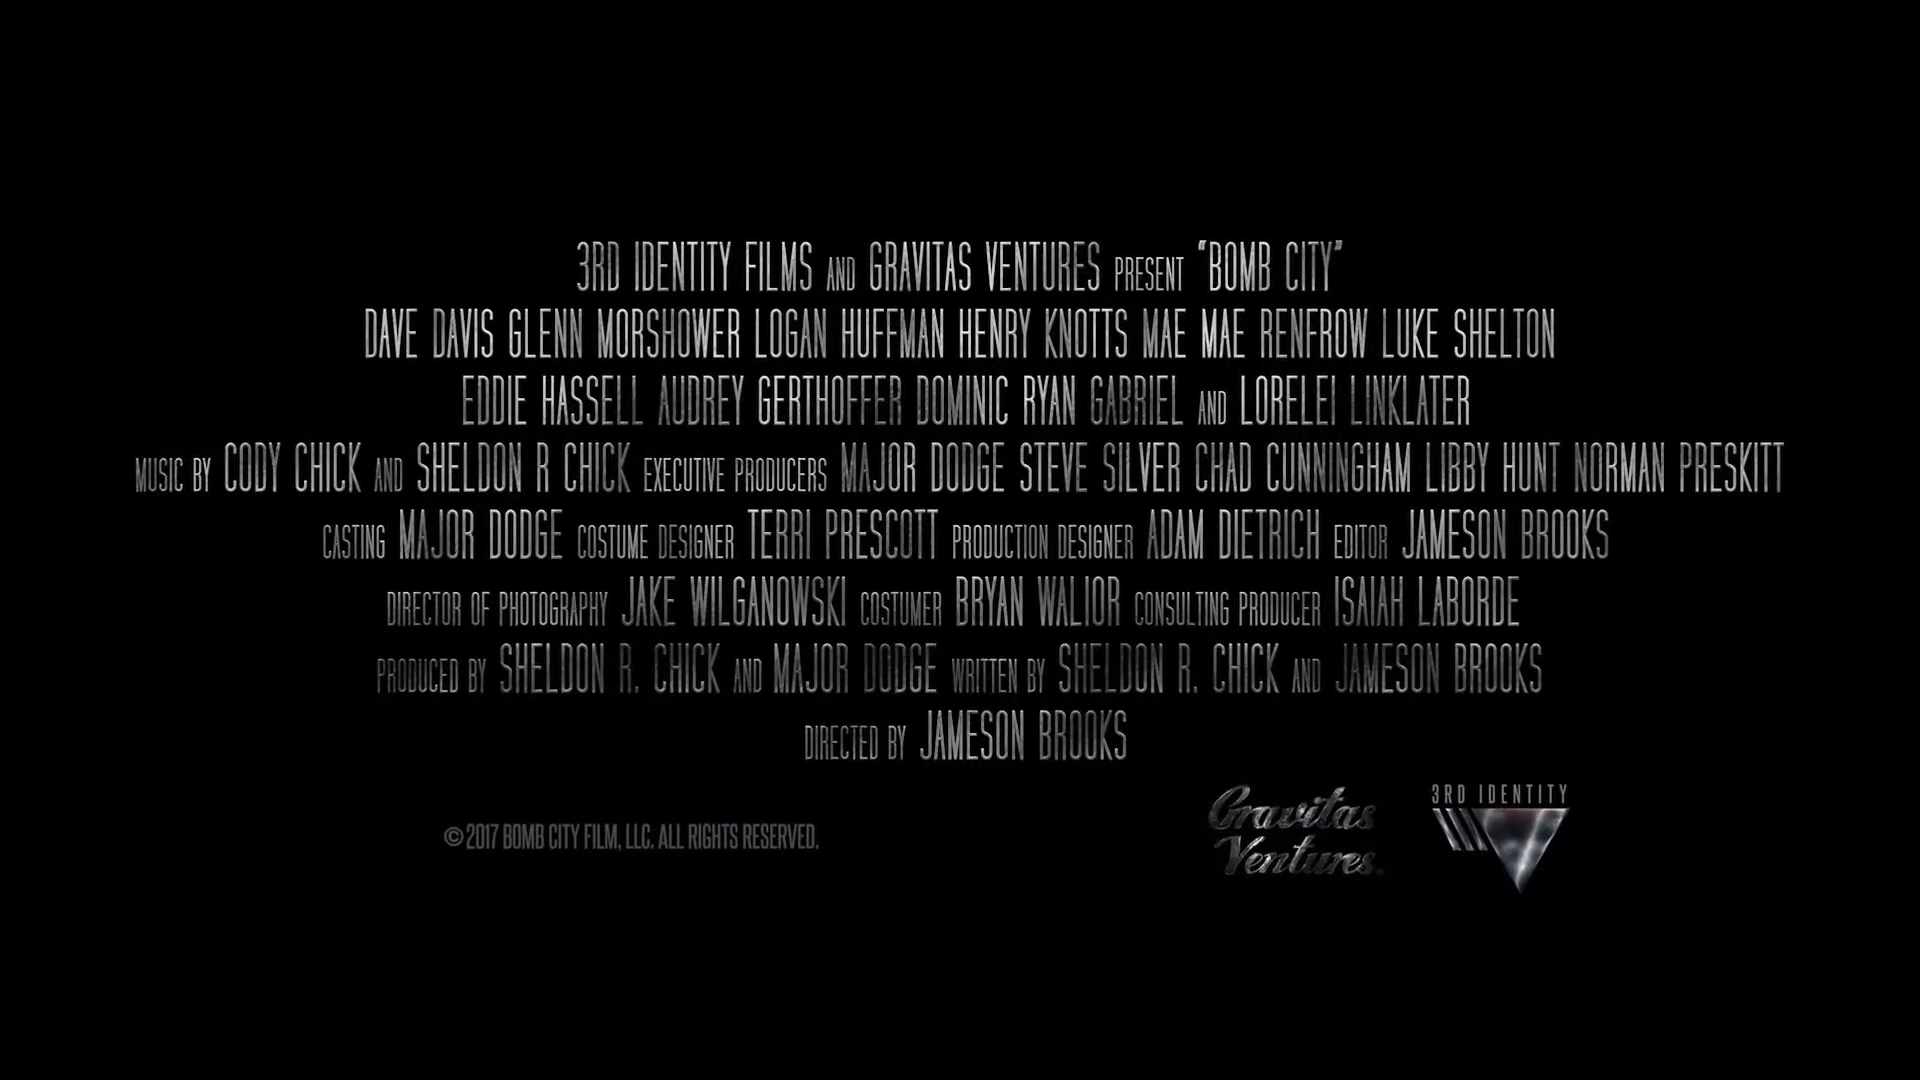 3RD IDENTITY FILMS AND GRAVITAS VENTURES PRESENT "BOMB CITY"
DAVE DAVIS GLENN MORSHOWER LOGAN HUFFMAN HENRY KNOTTS MAE MAE RENFROW LUKE SHELTON
EDDIE HASSELL AUDREY GERTHOFFER DOMINIC RYAN GABRIEL AND LORELEI LINKLATER
MUSIC BY CODY CHICK AND SHELDON R CHICK EXECUTIVE PRODUCERS MAJOR DODGE STEVE SILVER CHAD CUNNINGHAM LIBBY HUNT NORMAN PRESKITT
CASTING MAJOR DODGE COSTUME DESIGNER TERRI PRESCOTT PRODUCTION DESIGNER ADAM DIETRICH EDITOR JAMESON BROOKS
DIRECTOR OF PHOTOGRAPHY JAKE WILGANOWSKI COSTUMER BRYAN WALIOR CONSULTING PRODUCER ISAIAH LABORDE
PRODUCED BY SHELDON R. CHICK AND MAJOR DODGE WRITTEN BY SHELDON R. CHICK AND JAMESON BROOKS
DIRECTED BY JAMESON BROOKS
©2017 BOMB CITY FILM, LLC. ALL RIGHTS RESERVED.
Gravitas
Ventures
3RD IDENTITY